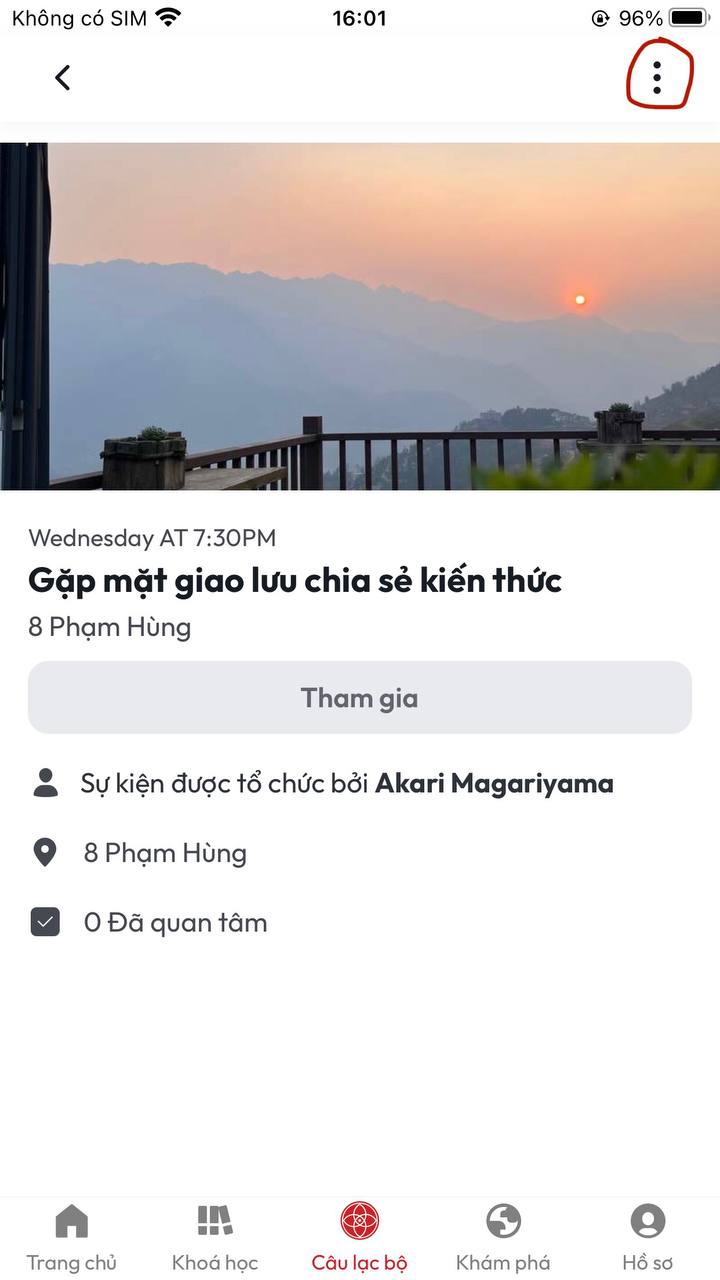 Không có SIM 16:01 96%
Wednesday AT 7:30PM
Gặp mặt giao lưu chia sẻ kiến thức
8 Phạm Hùng
Tham gia
Sự kiện được tổ chức bởi Akari Magariyama
8 Phạm Hùng
0 Đã quan tâm
Trang chủ Khoá học Câu lạc bộ Khám phá Hồ sơ